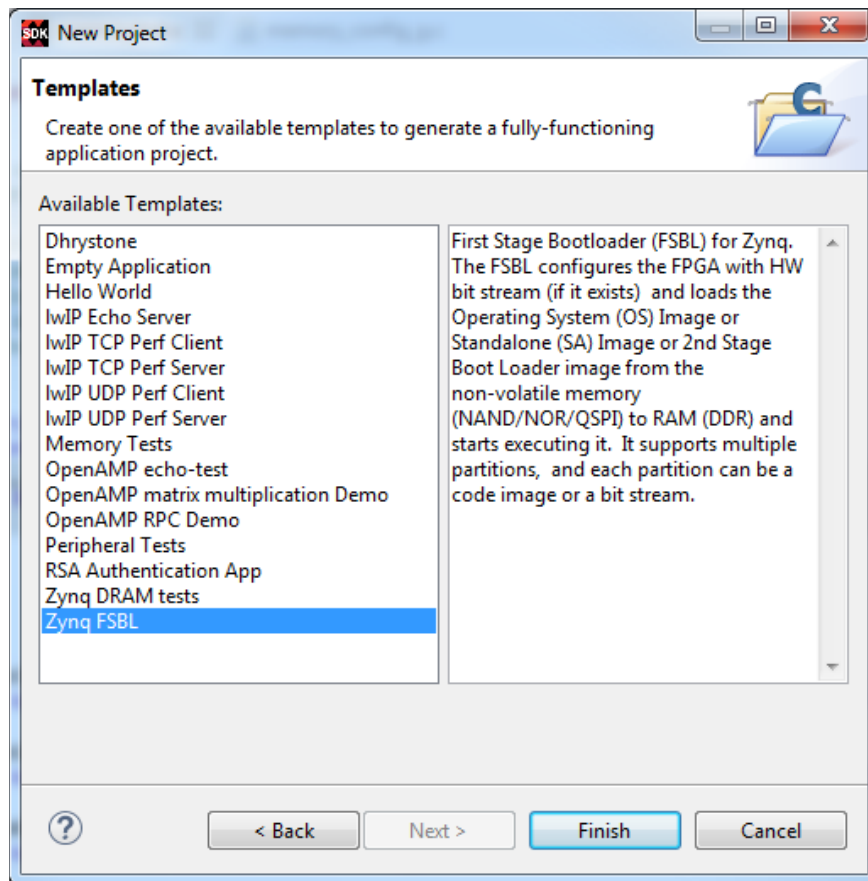 SDK New Project
Templates
Create one of the available templates to generate a fully-functioning
application project.
Available Templates:
Dhrystone
Empty Application
Hello World
lwIP Echo Server
lwIP TCP Perf Client
lwIP TCP Perf Server
lwIP UDP Perf Client
lwIP UDP Perf Server
Memory Tests
OpenAMP echo-test
OpenAMP matrix multiplication Demo
OpenAMP RPC Demo
Peripheral Tests
RSA Authentication App
Zynq DRAM tests
Zynq FSBL
First Stage Bootloader (FSBL) for Zynq.
The FSBL configures the FPGA with HW
bit stream (if it exists)  and loads the
Operating System (OS) Image or
Standalone (SA) Image or 2nd Stage
Boot Loader image from the
non-volatile memory
(NAND/NOR/QSPI) to RAM (DDR) and
starts executing it.  It supports multiple
partitions,  and each partition can be a
code image or a bit stream.
< Back
Next >
Finish
Cancel